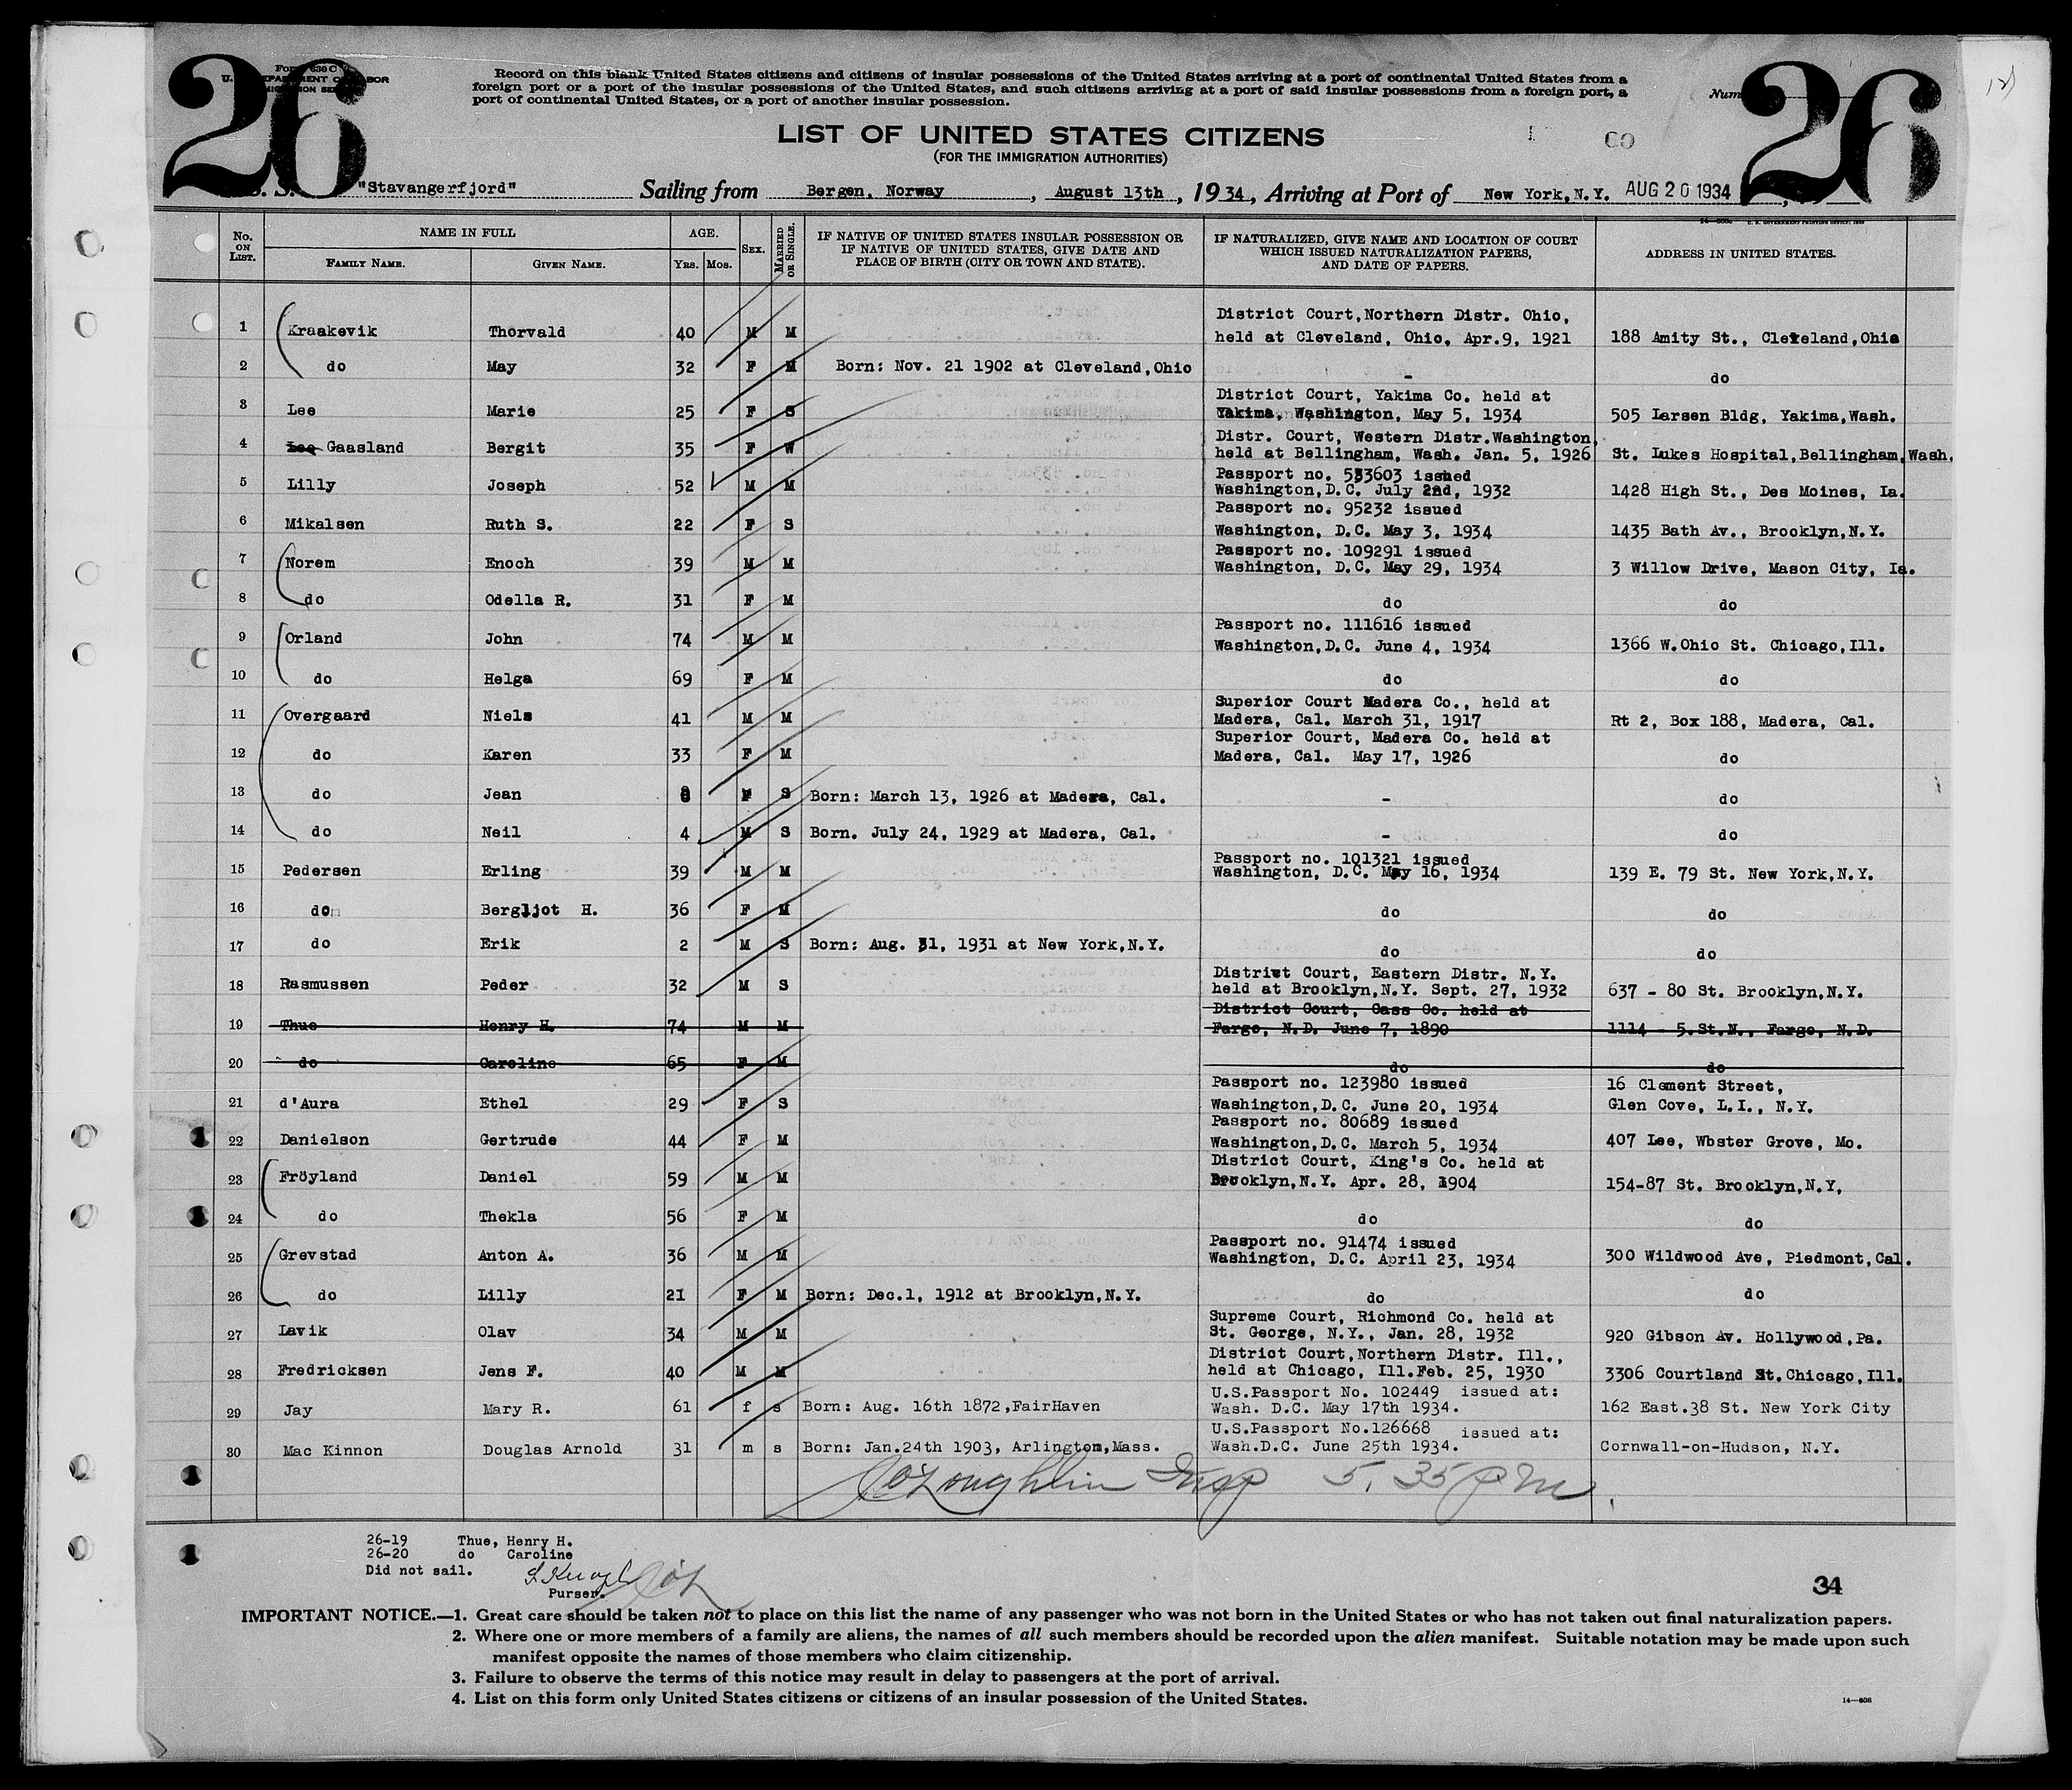 26
Form 630 C
U. S. DEPARTMENT OF LABOR
IMMIGRATION SERVICE
Record on this blank United States citizens and citizens of insular possessions of the United States arriving at a port of continental United States from a
foreign port or a port of the insular possessions of the United States, and such citizens arriving at a port of said insular possessions from a foreign port, a
port of continental United States, or a port of another insular possession.
26
LIST OF UNITED STATES CITIZENS
60
(FOR THE IMMIGRATION AUTHORITIES)
S. S. "Stavangerfjord" Sailing from Bergen, Norway, August 13th, 1934, Arriving at Port of New York, N.Y. AUG 20 1934
No. ON LIST. NAME IN FULL AGE. SEX. MARRIED OR SINGLE. IF NATIVE OF UNITED STATES INSULAR POSSESSION OR IF NATIVE OF UNITED STATES, GIVE DATE AND PLACE OF BIRTH (CITY OR TOWN AND STATE). IF NATURALIZED, GIVE NAME AND LOCATION OF COURT WHICH ISSUED NATURALIZATION PAPERS, AND DATE OF PAPERS. ADDRESS IN UNITED STATES.
FAMILY NAME. GIVEN NAME. YRS. MOS.
District Court,Northern Distr. Ohio,
1 Kraakevik Thorvald 40 M M held at Cleveland, Ohio, Apr.9, 1921 188 Amity St., Cleveland,Ohio
2 do May 32 F M Born: Nov. 21 1902 at Cleveland,Ohio - do
District Court, Yakima Co. held at
3 Lee Marie 25 F S Yakima, Washington, May 5, 1934 505 Larsen Bldg, Yakima,Wash.
Distr. Court, Western Distr.Washington,
4 Lee Gaasland Bergit 35 F W held at Bellingham, Wash. Jan. 5, 1926 St. Lukes Hospital,Bellingham,Wash.
Passport no. 533603 issued
5 Lilly Joseph 52 M M Washington,D.C. July 2nd, 1932 1428 High St., Des Moines, Ia.
Passport no. 95232 issued
6 Mikalsen Ruth S. 22 F S Washington, D.C. May 3, 1934 1435 Bath Av., Brooklyn,N.Y.
Passport no. 109291 issued
7 Norem Enoch 39 M M Washington, D.C. May 29, 1934 3 Willow Drive, Mason City, Ia.
8 do Odella R. 31 F M do do
Passport no. 111616 issued
9 Orland John 74 M M Washington,D.C. June 4, 1934 1366 W.Ohio St. Chicago,Ill.
10 do Helga 69 F M do do
Superior Court Madera Co., held at
11 Overgaard Niels 41 M M Madera, Cal. March 31, 1917 Rt 2, Box 188, Madera, Cal.
Superior Court, Madera Co. held at
12 do Karen 33 F M Madera, Cal. May 17, 1926 do
13 do Jean 8 F S Born: March 13, 1926 at Madera, Cal. - do
14 do Neil 4 M S Born. July 24, 1929 at Madera, Cal. - do
Passport no. 101321 issued
15 Pedersen Erling 39 M M Washington, D.C. May 16, 1934 139 E. 79 St. New York,N.Y.
16 do Bergljot H. 36 F M do do
17 do Erik 2 M S Born: Aug. 31, 1931 at New York,N.Y. do do
District Court, Eastern Distr. N.Y.
18 Rasmussen Peder 32 M S held at Brooklyn,N.Y. Sept. 27, 1932 637 - 80 St. Brooklyn,N.Y.
District Court, Cass Co. held at
19 Thue Henry H. 74 M M Fargo, N.D. June 7, 1890 1114 - 5.St.N., Fargo, N.D.
20 do Caroline 65 F M do do
Passport no. 123980 issued 16 Clement Street,
21 d'Aura Ethel 29 F S Washington,D.C. June 20, 1934 Glen Cove, L.I., N.Y.
Passport no. 80689 issued
22 Danielson Gertrude 44 F M Washington,D.C. March 5, 1934 407 Lee, Wbster Grove, Mo.
District Court, King's Co. held at
23 Fröyland Daniel 59 M M Brooklyn,N.Y. Apr. 28, 1904 154-87 St. Brooklyn,N.Y,
24 do Thekla 56 F M do do
Passport no. 91474 issued
25 Grevstad Anton A. 36 M M Washington, D.C. April 23, 1934 300 Wildwood Ave, Piedmont,Cal.
26 do Lilly 21 F M Born: Dec.1, 1912 at Brooklyn,N.Y. do do
Supreme Court, Richmond Co. held at
27 Lavik Olav 34 M M St. George, N.Y., Jan. 28, 1932 920 Gibson Av. Hollywood,Pa.
District Court,Northern Distr. Ill.,
28 Fredricksen Jens F. 40 M M held at Chicago, Ill.Feb. 25, 1930 3306 Courtland St.Chicago,Ill.
U.S.Passport No. 102449 issued at:
29 Jay Mary R. 61 f s Born: Aug. 16th 1872,FairHaven Wash. D.C. May 17th 1934. 162 East.38 St. New York City
U.S.Passport No.126668 issued at:
30 Mac Kinnon Douglas Arnold 31 m s Born: Jan.24th 1903, Arlington,Mass. Wash.D.C. June 25th 1934. Cornwall-on-Hudson, N.Y.
O'Loughlin Insp 5.35 PM.
26-19 Thue, Henry H.
26-20 do Caroline
Did not sail.
Purser.
34
IMPORTANT NOTICE.—1. Great care should be taken not to place on this list the name of any passenger who was not born in the United States or who has not taken out final naturalization papers.
2. Where one or more members of a family are aliens, the names of all such members should be recorded upon the alien manifest. Suitable notation may be made upon such
manifest opposite the names of those members who claim citizenship.
3. Failure to observe the terms of this notice may result in delay to passengers at the port of arrival.
4. List on this form only United States citizens or citizens of an insular possession of the United States.
14—608